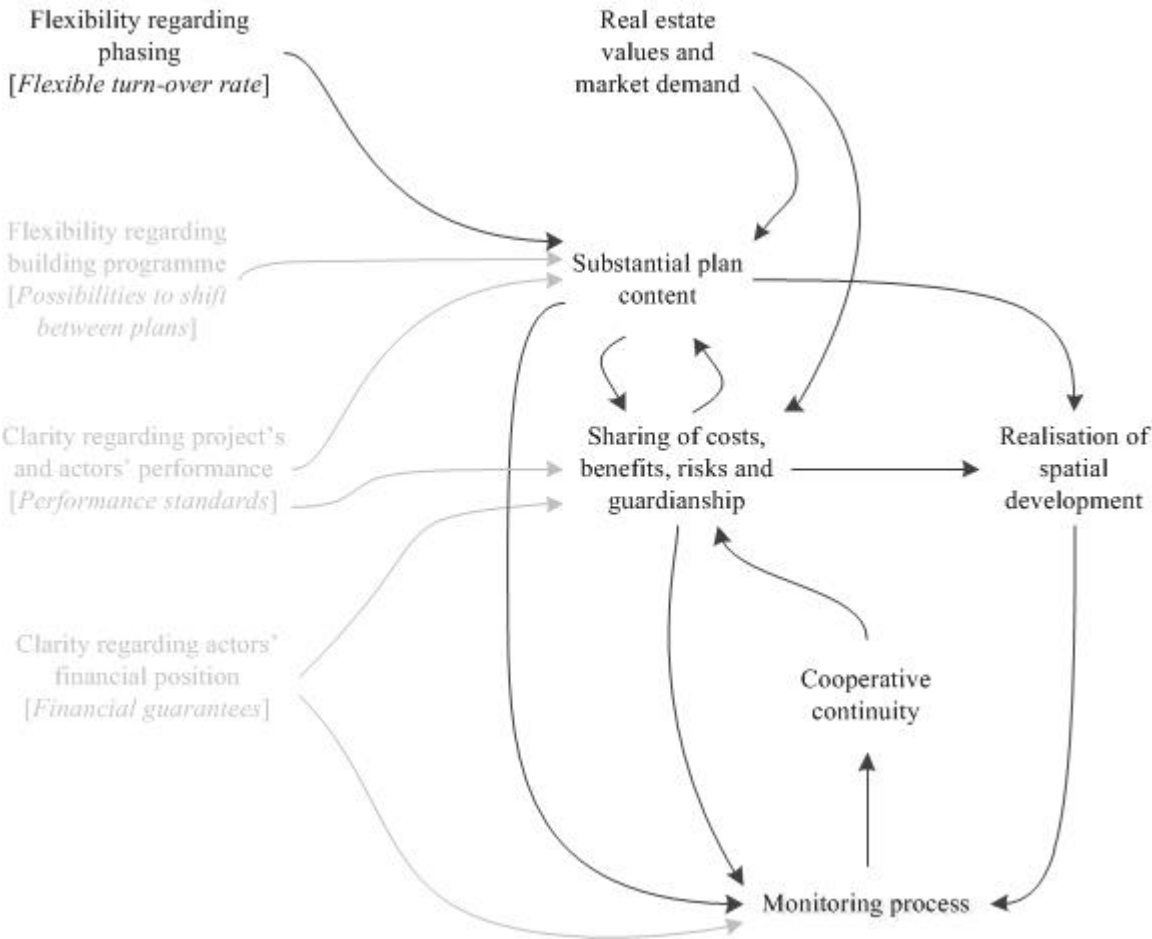 Flexibility regarding
phasing
[Flexible turn-over rate]
Real estate
values and
market demand
Flexibility regarding
building programme
[Possibilities to shift
between plans]
Substantial plan
content
Clarity regarding project's
and actors' performance
[Performance standards]
Sharing of costs,
benefits, risks and
guardianship
Realisation of
spatial
development
Clarity regarding actors'
financial position
[Financial guarantees]
Cooperative
continuity
Monitoring process